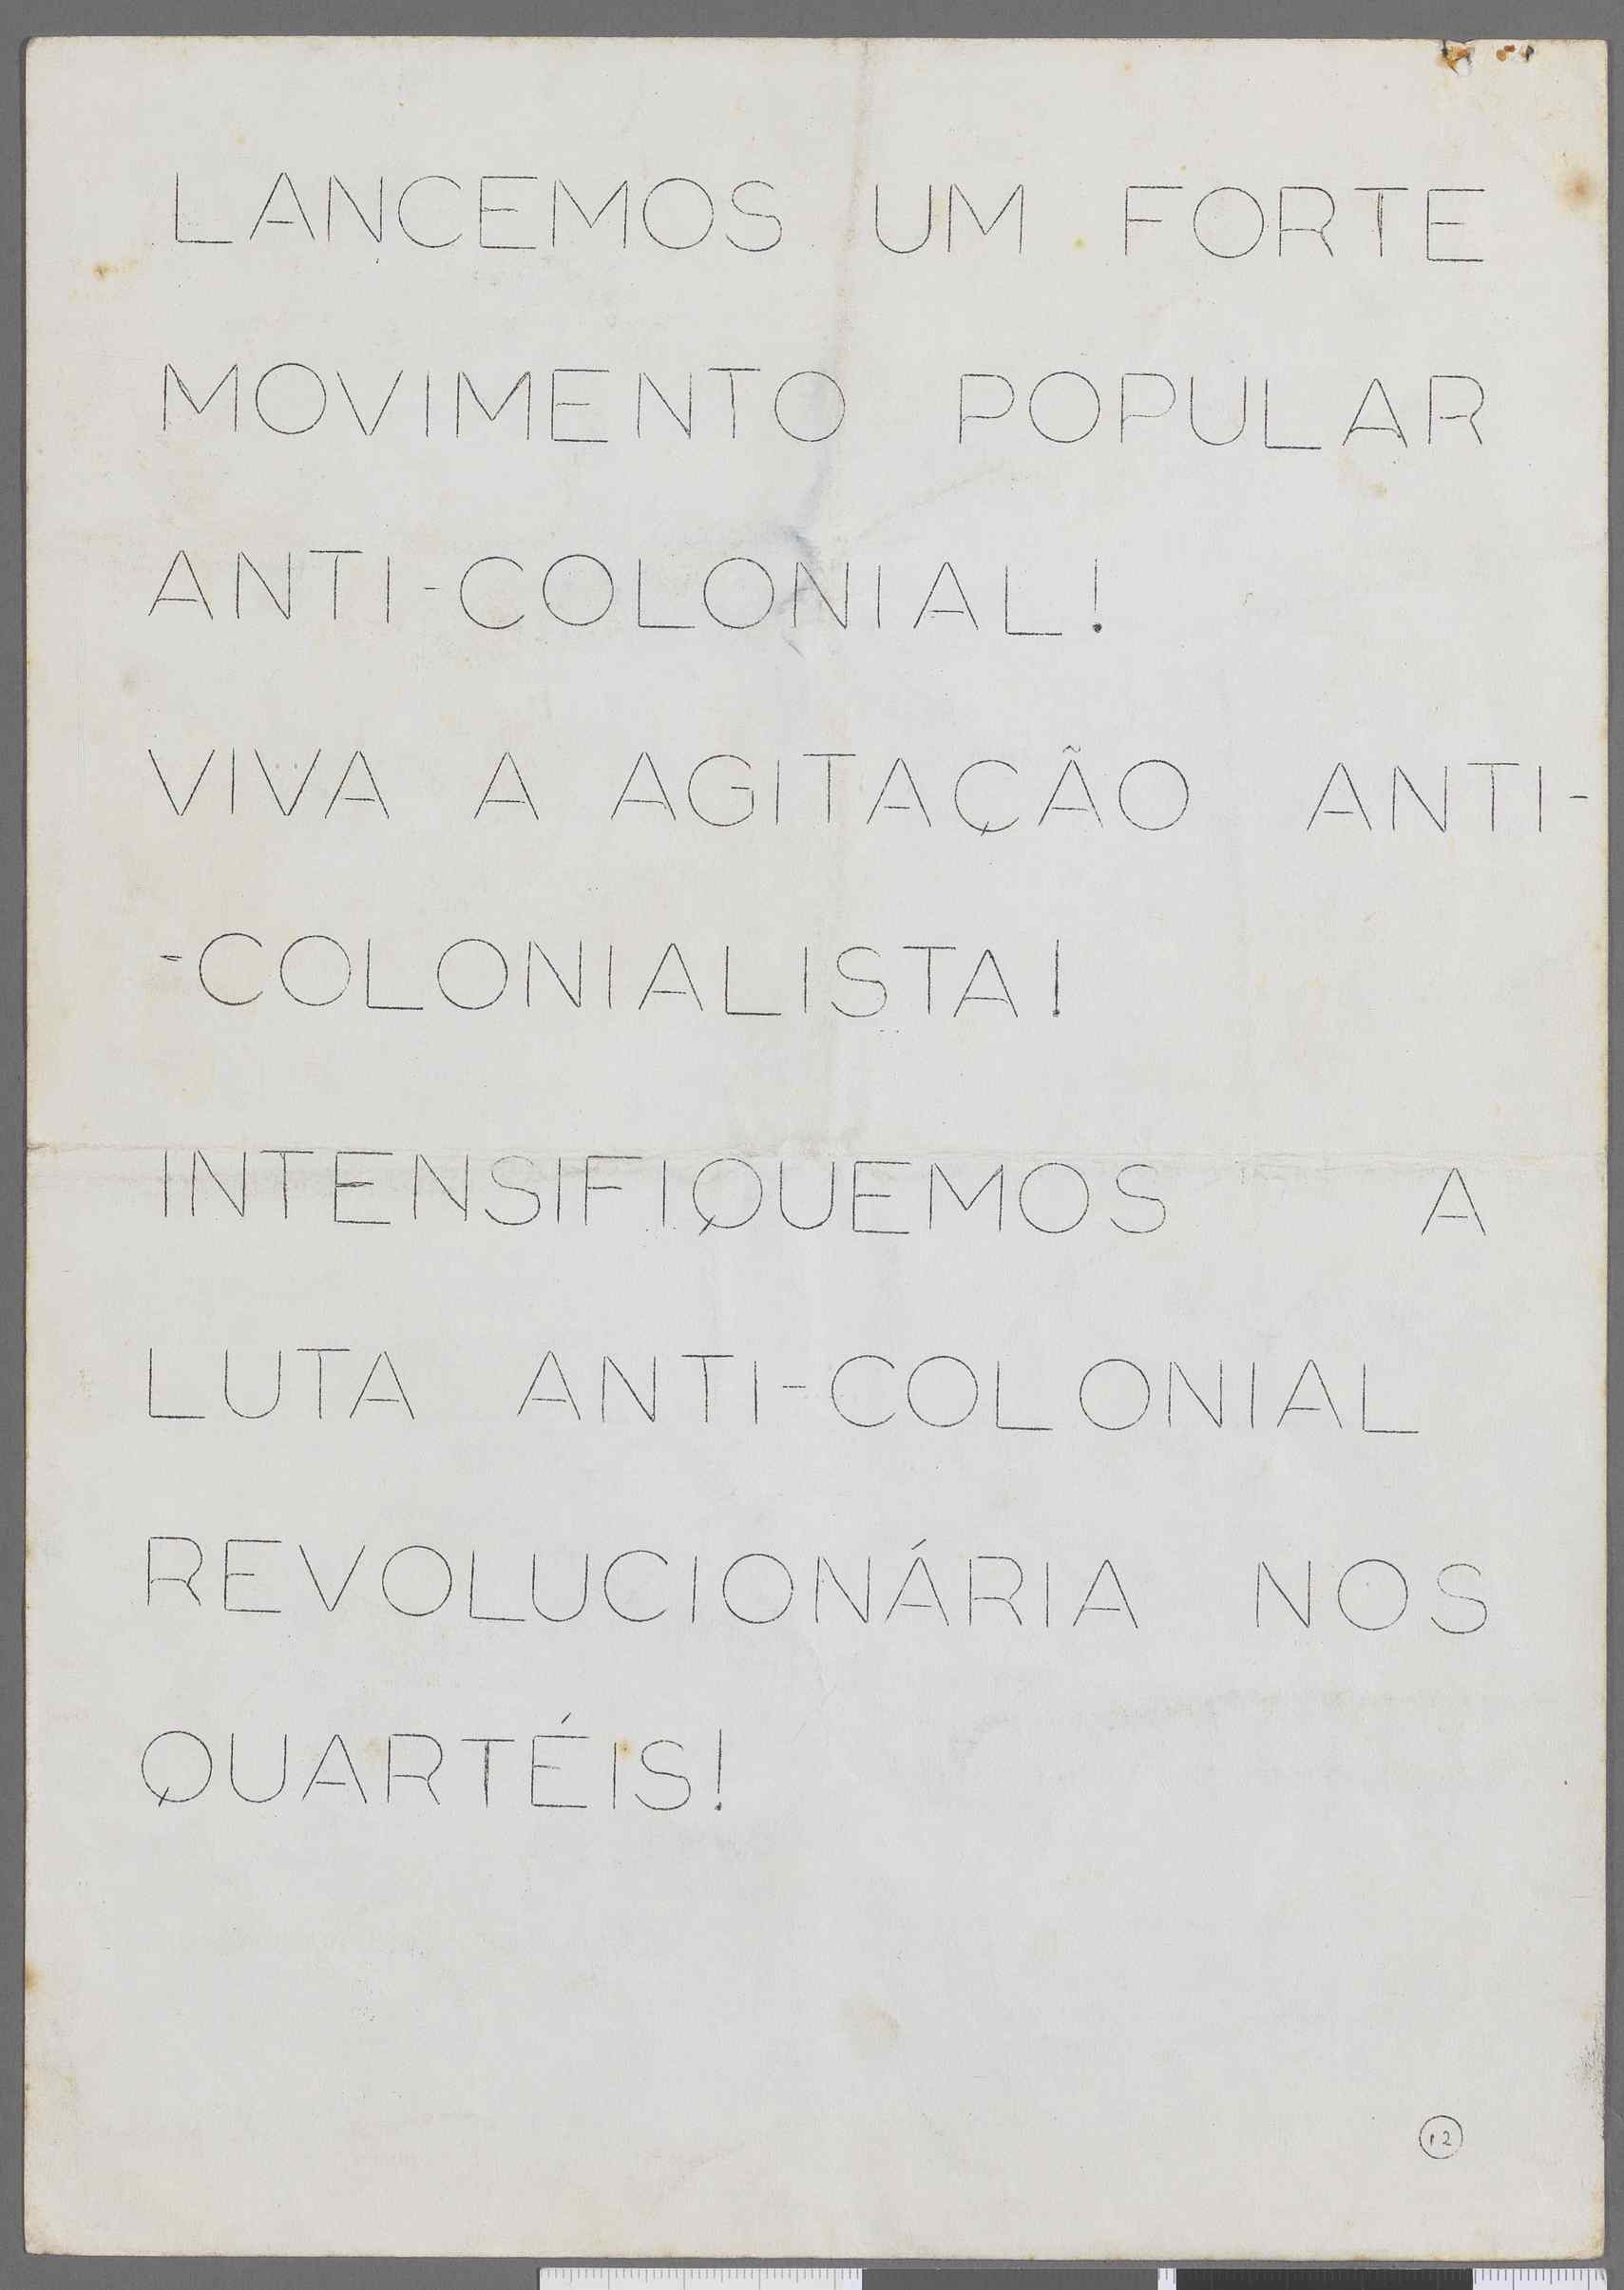 LANCEMOS UM FORTE
MOVIMENTO POPULAR
ANTI-COLONIAL!
VIVA A AGITAÇÃO ANTI-
-COLONIALISTA!
INTENSIFIQUEMOS A
LUTA ANTI-COLONIAL
REVOLUCIONÁRIA NOS
QUARTÉIS!
12